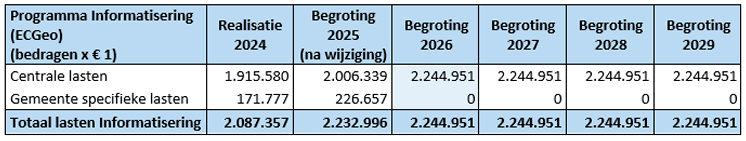 Programma Informatisering (ECGeo) (bedragen x € 1) Realisatie 2024 Begroting 2025 (na wijziging) Begroting 2026 Begroting 2027 Begroting 2028 Begroting 2029
Centrale lasten 1.915.580 2.006.339 2.244.951 2.244.951 2.244.951 2.244.951
Gemeente specifieke lasten 171.777 226.657 0 0 0 0
Totaal lasten Informatisering 2.087.357 2.232.996 2.244.951 2.244.951 2.244.951 2.244.951